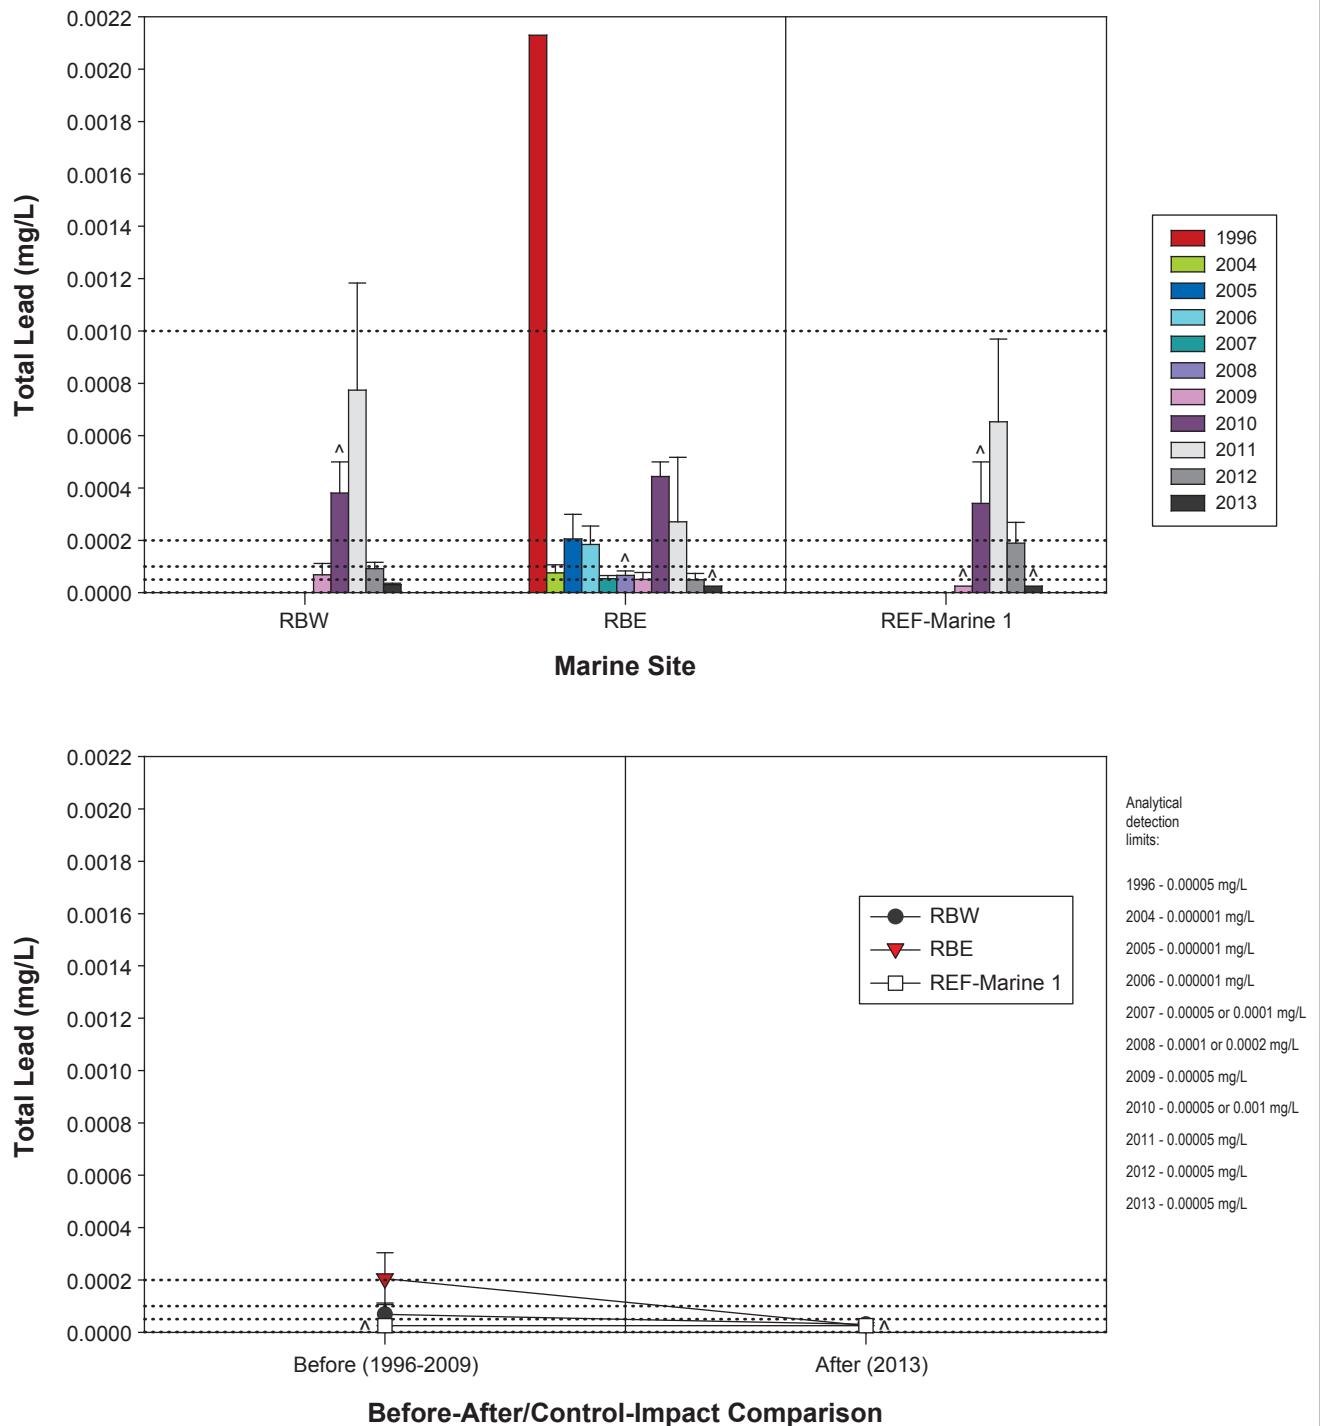 0.0022
0.0020
0.0018
0.0016
0.0014
0.0012
0.0010
0.0008
0.0006
0.0004
0.0002
0.0000
Total Lead (mg/L)
^
^
^
^
^
^
RBW
RBE
REF-Marine 1
Marine Site
1996
2004
2005
2006
2007
2008
2009
2010
2011
2012
2013
0.0022
0.0020
0.0018
0.0016
0.0014
0.0012
0.0010
0.0008
0.0006
0.0004
0.0002
0.0000
Total Lead (mg/L)
RBW
RBE
REF-Marine 1
^
^
Before (1996-2009)
After (2013)
Before-After/Control-Impact Comparison
Analytical
detection
limits:
1996 - 0.00005 mg/L
2004 - 0.000001 mg/L
2005 - 0.000001 mg/L
2006 - 0.000001 mg/L
2007 - 0.00005 or 0.0001 mg/L
2008 - 0.0001 or 0.0002 mg/L
2009 - 0.00005 mg/L
2010 - 0.00005 or 0.001 mg/L
2011 - 0.00005 mg/L
2012 - 0.00005 mg/L
2013 - 0.00005 mg/L